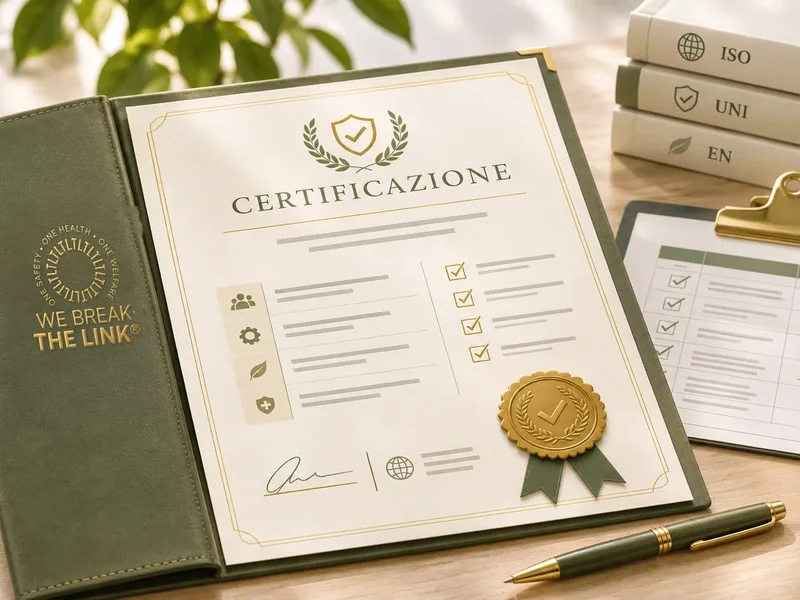 ONE SAFETY • ONE HEALTH • ONE WELFARE
WE BREAK
THE LINK®
CERTIFICAZIONE
ISO
UNI
EN